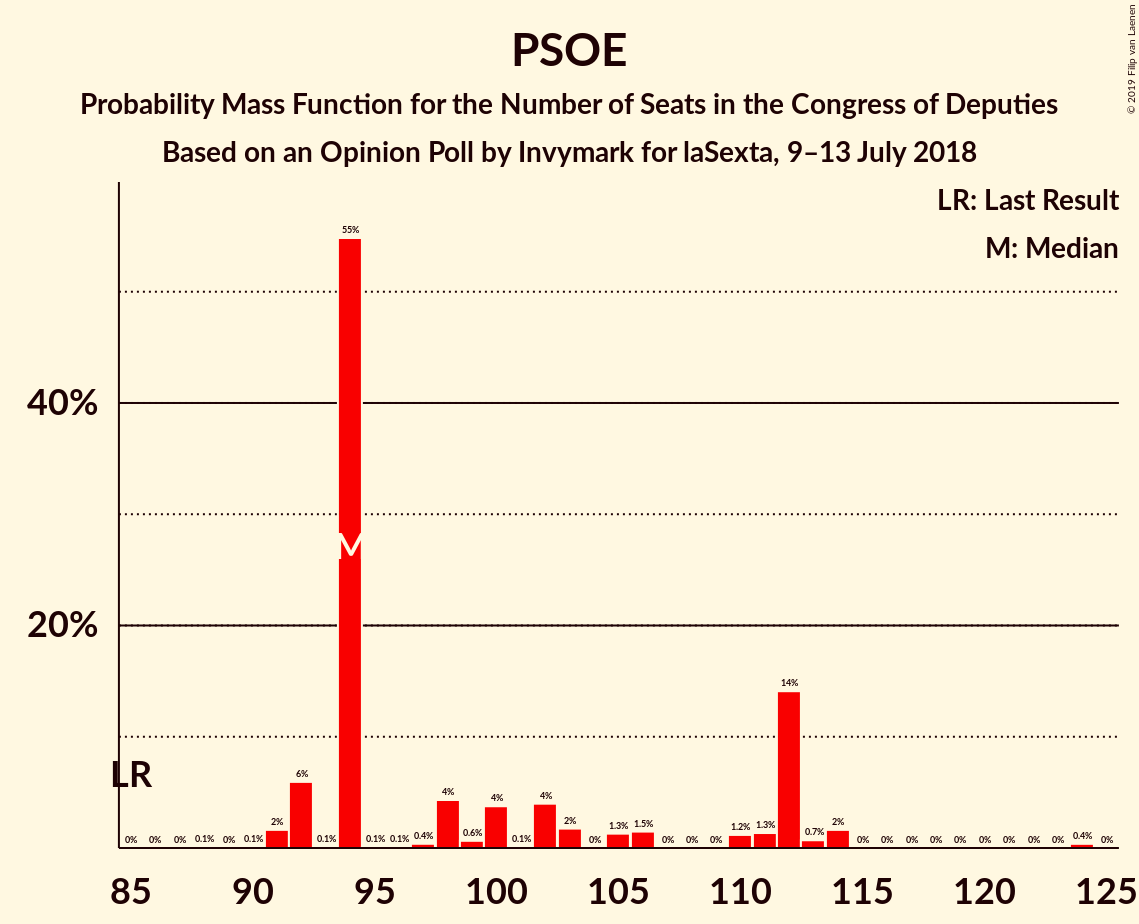 PSOE
Probability Mass Function for the Number of Seats in the Congress of Deputies
Based on an Opinion Poll by Invymark for laSexta, 9–13 July 2018
© 2019 Filip van Laenen
LR: Last Result
M: Median
55%
40%
M
20%
14%
LR
6%
4% 4% 4%
0% 0% 0% 0.1% 0% 0.1% 2% 0.1% 0.1% 0.1% 0.4% 0.6% 0.1% 2% 0% 1.3% 1.5% 0% 0% 0% 1.2% 1.3% 0.7% 2% 0% 0% 0% 0% 0% 0% 0% 0% 0% 0.4% 0%
85 90 95 100 105 110 115 120 125